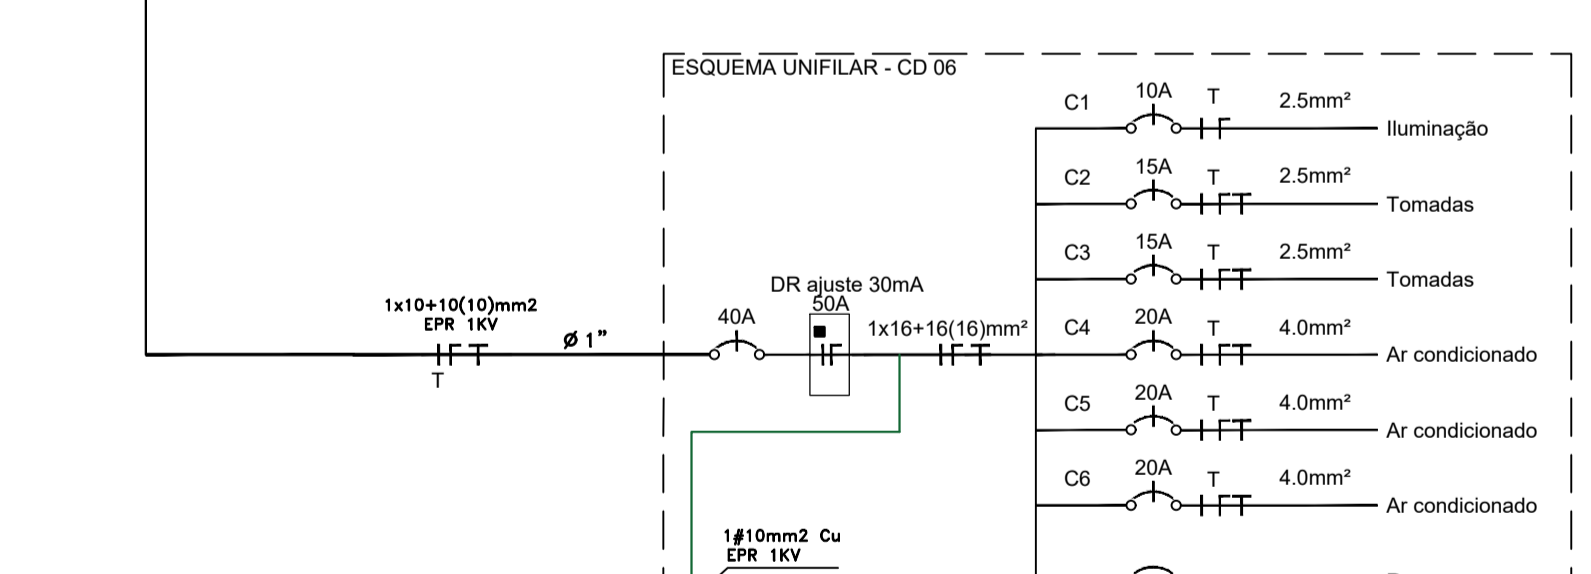 ESQUEMA UNIFILAR - CD 06
C1 10A T 2.5mm² Iluminação
C2 15A T 2.5mm² Tomadas
C3 15A T 2.5mm² Tomadas
DR ajuste 30mA
50A
1x10+10(10)mm2
EPR 1KV
Ø 1”
T
40A
1x16+16(16)mm²
C4 20A T 4.0mm² Ar condicionado
C5 20A T 4.0mm² Ar condicionado
C6 20A T 4.0mm² Ar condicionado
1#10mm2 Cu
EPR 1KV